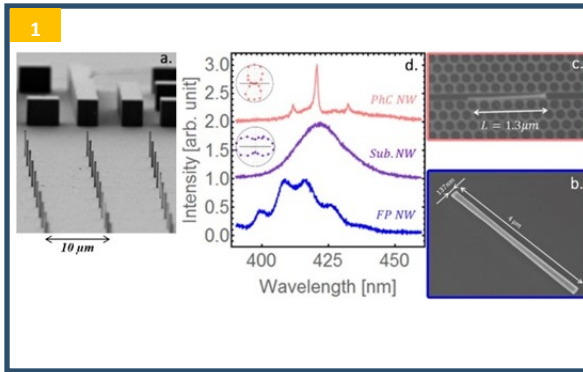 1
a.
10 µm
d.
3.0
2.5
2.0
1.5
1.0
0.5
0.0
Intensity [arb. unit]
PhC NW
Sub. NW
FP NW
400
425
450
Wavelength [nm]
c.
L = 1.3µm
b.
137nm
4 µm